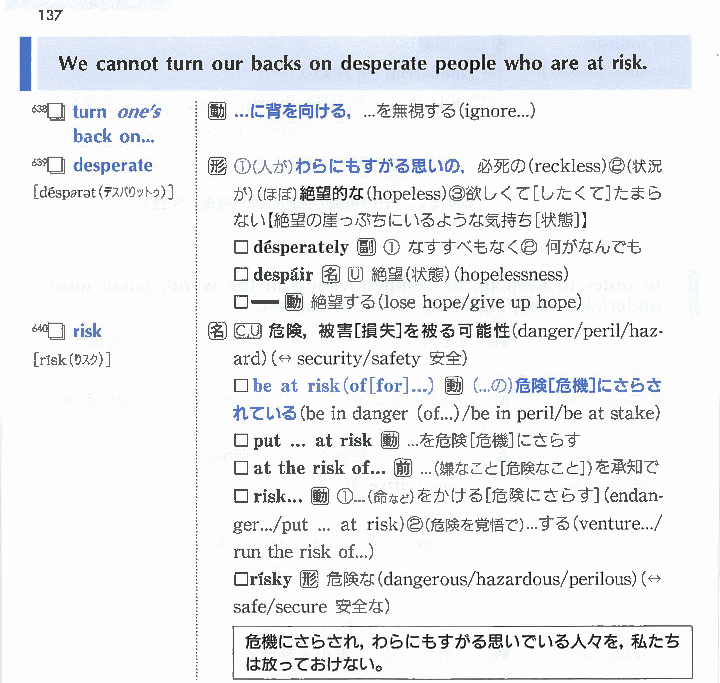 137
We cannot turn our backs on desperate people who are at risk.
638□ turn one's back on...
動 …に背を向ける, …を無視する(ignore...)
639□ desperate
[déspərət(テスパリットゥ)]
形 ①(人が)わらにもすがる思いの, 必死の(reckless)②(状況
が)(ほぼ)絶望的な(hopeless)③欲しくて[したくて]たまら
ない【絶望の崖っぷちにいるような気持ち[状態]】
□ désperately 副 ① なすすべもなく② 何がなんでも
□ despáir 名 U 絶望(状態)(hopelessness)
□━ 動 絶望する(lose hope/give up hope)
640□ risk
[rísk(リスク)]
名 C,U 危険, 被害[損失]を被る可能性(danger/peril/haz-
ard)(↔ security/safety 安全)
□ be at risk(of[for]...) 動 (…の)危険[危機]にさらさ
れている(be in danger (of...)/be in peril/be at stake)
□ put ... at risk 動 …を危険[危機]にさらす
□ at the risk of... 前 …(嫌なこと[危険なこと])を承知で
□ risk... 動 ①…(命など)をかける[危険にさらす](endan-
ger.../put ... at risk)②(危険を覚悟で)…する(venture.../
run the risk of...)
□rísky 形 危険な(dangerous/hazardous/perilous)(↔
safe/secure 安全な)
危機にさらされ, わらにもすがる思いでいる人々を, 私たち
は放っておけない。